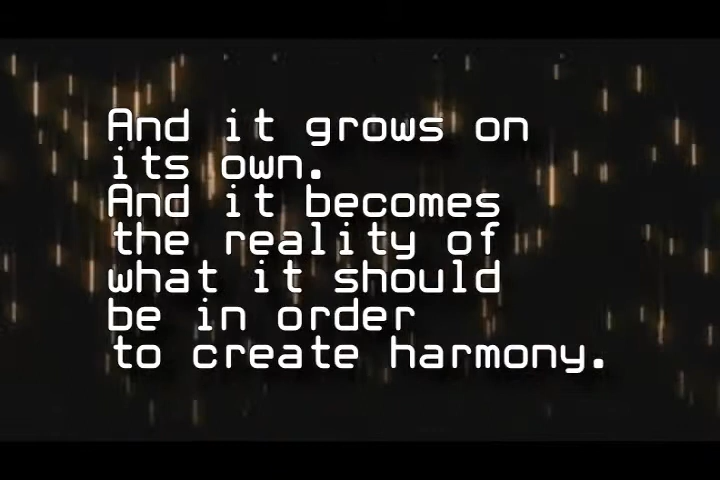 And it grows on
its own.
And it becomes
the reality of
what it should
be in order
to create harmony.